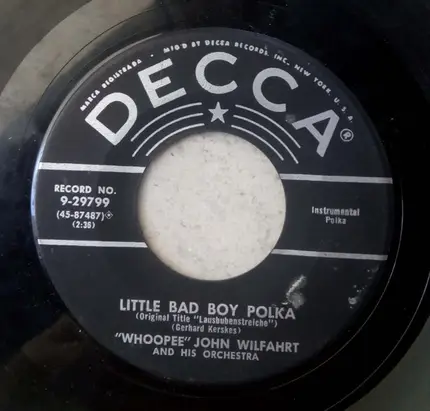 MARCA REGISTRADA • MFG'D BY DECCA RECORDS, INC., NEW YORK, U.S.A.
DECCA®
RECORD NO.
9-29799
(45-87487)
(2:36)
Instrumental
Polka
LITTLE BAD BOY POLKA
(Original Title "Lausbubenstreiche")
(Gerhard Kerskes)
"WHOOPEE" JOHN WILFAHRT
AND HIS ORCHESTRA